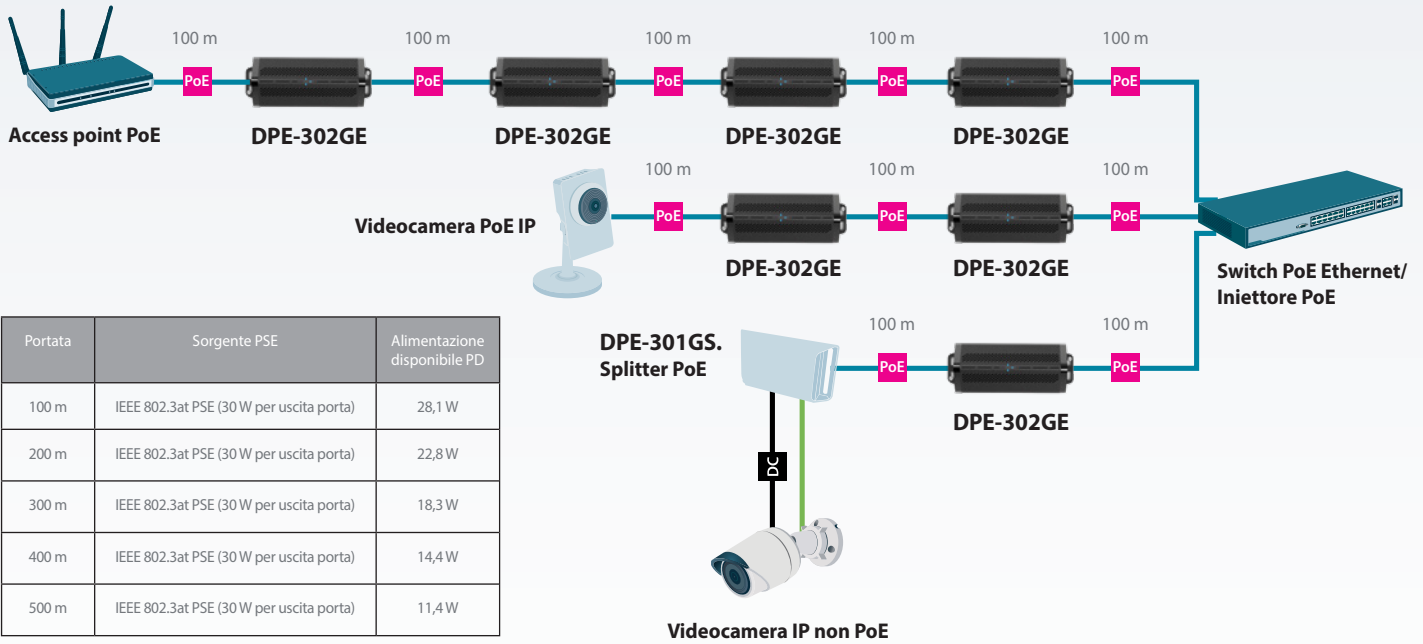 100 m 100 m 100 m 100 m 100 m
PoE PoE PoE PoE PoE
Access point PoE DPE-302GE DPE-302GE DPE-302GE DPE-302GE
100 m 100 m 100 m
PoE PoE PoE
Videocamera PoE IP
DPE-302GE DPE-302GE
Switch PoE Ethernet/
Iniettore PoE
100 m 100 m
DPE-301GS.
Splitter PoE
PoE PoE
DPE-302GE
DC
Videocamera IP non PoE
Portata Sorgente PSE Alimentazione
disponibile PD
100 m IEEE 802.3at PSE (30 W per uscita porta) 28,1 W
200 m IEEE 802.3at PSE (30 W per uscita porta) 22,8 W
300 m IEEE 802.3at PSE (30 W per uscita porta) 18,3 W
400 m IEEE 802.3at PSE (30 W per uscita porta) 14,4 W
500 m IEEE 802.3at PSE (30 W per uscita porta) 11,4 W